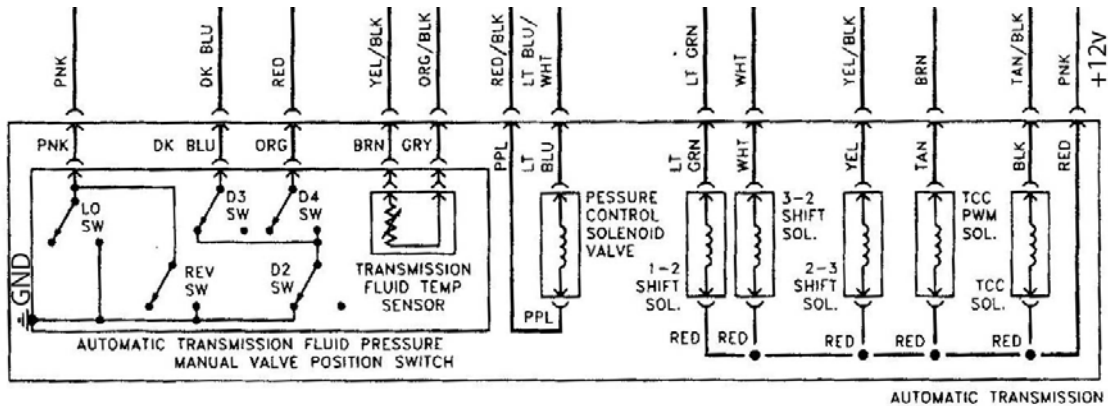 PNK
DK BLU
RED
YEL/BLK
ORG/BLK
RED/BLK
LT BLU/
WHT
LT GRN
WHT
YEL/BLK
BRN
TAN/BLK
PNK
+12v
PNK
DK BLU
ORG
BRN
GRY
PPL
LT
BLU
LT
GRN
WHT
YEL
TAN
BLK
RED
LO
SW
D3
SW
D4
SW
REV
SW
D2
SW
GND
TRANSMISSION
FLUID TEMP
SENSOR
PESSURE
CONTROL
SOLENOID
VALVE
1-2
SHIFT
SOL.
3-2
SHIFT
SOL.
2-3
SHIFT
SOL.
TCC
PWM
SOL.
TCC
SOL.
PPL
RED
RED
RED
RED
RED
AUTOMATIC TRANSMISSION FLUID PRESSURE
MANUAL VALVE POSITION SWITCH
AUTOMATIC TRANSMISSION